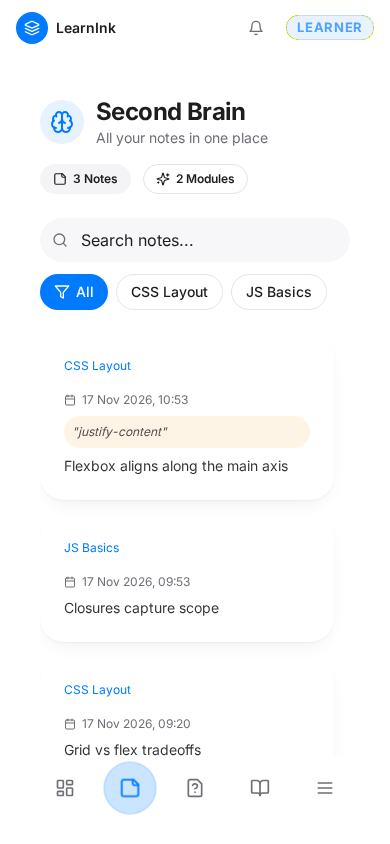 LearnInk
LEARNER
Second Brain
All your notes in one place
3 Notes
2 Modules
Search notes...
All
CSS Layout
JS Basics
CSS Layout
17 Nov 2026, 10:53
"justify-content"
Flexbox aligns along the main axis
JS Basics
17 Nov 2026, 09:53
Closures capture scope
CSS Layout
17 Nov 2026, 09:20
Grid vs flex tradeoffs